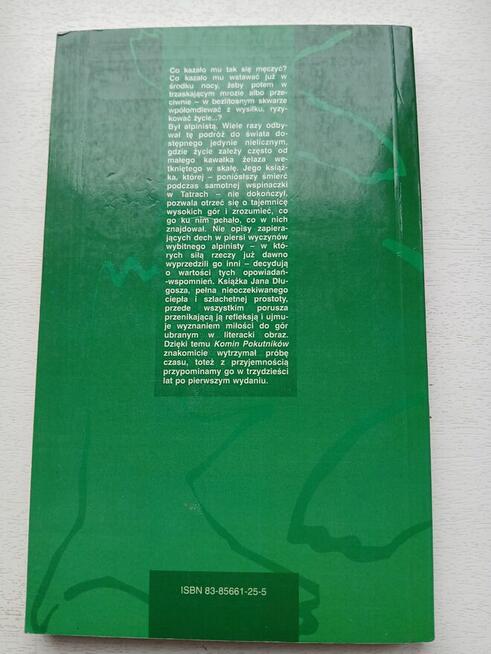 Co kazało mu tak się męczyć?
Co kazało mu wstawać już w
środku nocy, żeby potem w
trzaskającym mrozie albo prze-
ciwnie – w bezlitosnym skwarze
wpółomdlewać z wysiłku, ryzy-
kować życie...?
Był alpinistą. Wiele razy odby-
wał tę podróż do świata do-
stępnego jedynie nielicznym,
gdzie życie zależy często od
małego kawałka żelaza we-
tkniętego w skałę. Jego książ-
ka, której – poniósłszy śmierć
podczas samotnej wspinaczki
w Tatrach – nie dokończył,
pozwala otrzeć się o tajemnicę
wysokich gór i zrozumieć, co
go ku nim pchało, co w nich
znajdował. Nie opisy zapiera-
jących dech w piersi wyczynów
wybitnego alpinisty – w któ-
rych siłą rzeczy już dawno
wyprzedzili go inni – decydują
o wartości tych opowiadań-
-wspomnień. Książka Jana Dłu-
gosza, pełna nieoczekiwanego
ciepła i szlachetnej prostoty,
przede wszystkim porusza
przenikającą ją refleksją i ujmu-
je wyznaniem miłości do gór
ubranym w literacki obraz.
Dzięki temu Komin Pokutników
znakomicie wytrzymał próbę
czasu, toteż z przyjemnością
przypominamy go w trzydzieści
lat po pierwszym wydaniu.
ISBN 83-85661-25-5